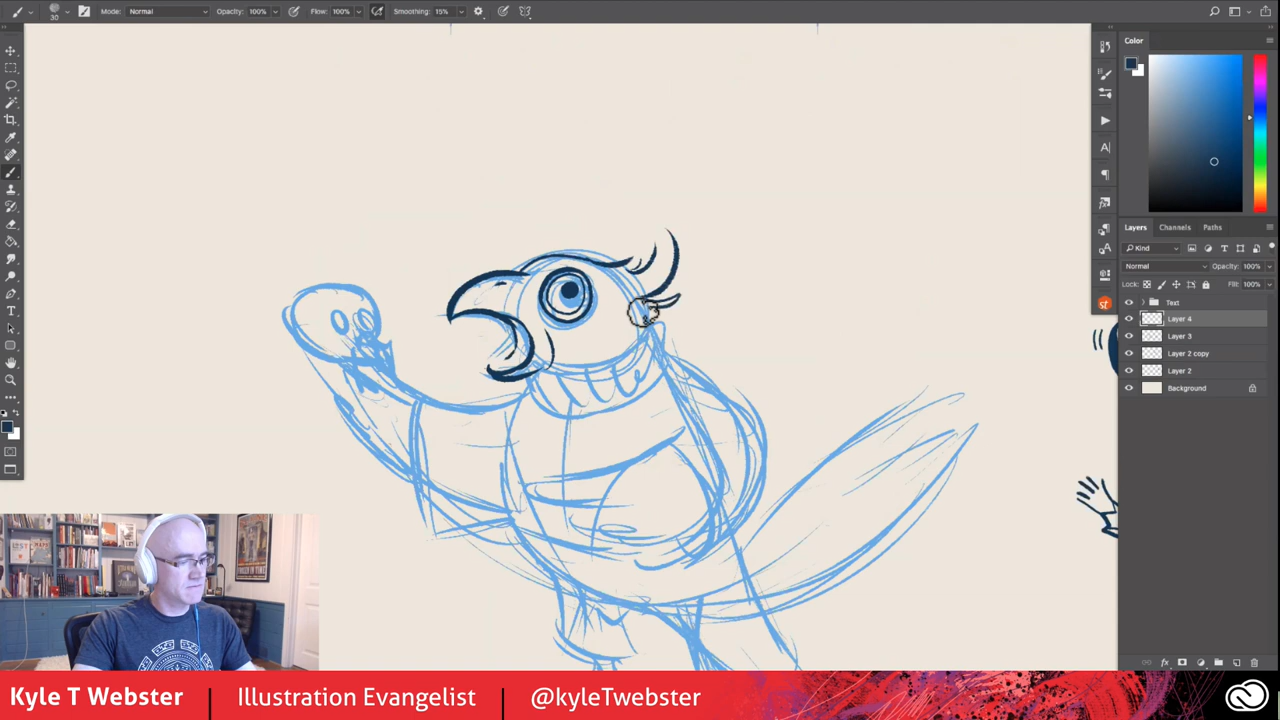 30
Mode: Normal
Opacity: 100%
Flow: 100%
Smoothing: 15%
Color
Layers Channels Paths
Kind
Normal
Opacity: 100%
Lock:
Fill: 100%
Text
Layer 4
Layer 3
Layer 2 copy
Layer 2
Background
Kyle T Webster | Illustration Evangelist | @kyleTwebster